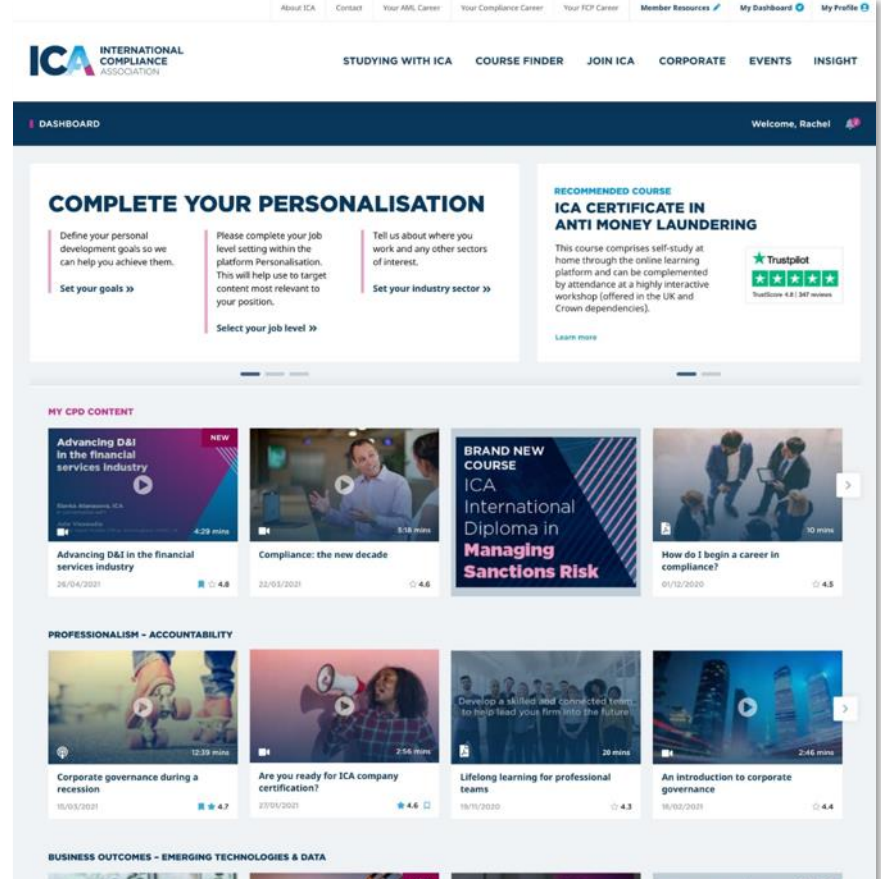 About ICA
Contact
Your AML Career
Your Compliance Career
Your FCP Career
Member Resources
My Dashboard
My Profile
ICA INTERNATIONAL
COMPLIANCE
ASSOCIATION
STUDYING WITH ICA
COURSE FINDER
JOIN ICA
CORPORATE
EVENTS
INSIGHT
DASHBOARD
Welcome, Rachel
2
COMPLETE YOUR PERSONALISATION
Define your personal
development goals so we
can help you achieve them.
Set your goals »
Please complete your job
level setting within the
platform Personalisation.
This will help use to target
content most relevant to
your position.
Select your job level »
Tell us about where you
work and any other sectors
of interest.
Set your industry sector »
RECOMMENDED COURSE
ICA CERTIFICATE IN
ANTI MONEY LAUNDERING
This course comprises self-study at
home through the online learning
platform and can be complemented
by attendance at a highly interactive
workshop (offered in the UK and
Crown dependencies).
Learn more
Trustpilot
TrustScore 4.8 | 347 reviews
MY CPD CONTENT
Advancing D&I
in the financial
services industry
NEW
4:29 mins
Advancing D&I in the financial
services industry
26/04/2021
4.8
5:18 mins
Compliance: the new decade
22/03/2021
4.6
BRAND NEW
COURSE
ICA
International
Diploma in
Managing
Sanctions Risk
10 mins
How do I begin a career in
compliance?
01/12/2020
4.5
PROFESSIONALISM – ACCOUNTABILITY
12:39 mins
Corporate governance during a
recession
15/03/2021
4.7
2:56 mins
Are you ready for ICA company
certification?
27/01/2021
4.6
Develop a skilled and connected team
to help lead your firm into the future
20 mins
Lifelong learning for professional
teams
19/11/2020
4.3
2:46 mins
An introduction to corporate
governance
16/02/2021
4.4
BUSINESS OUTCOMES – EMERGING TECHNOLOGIES & DATA